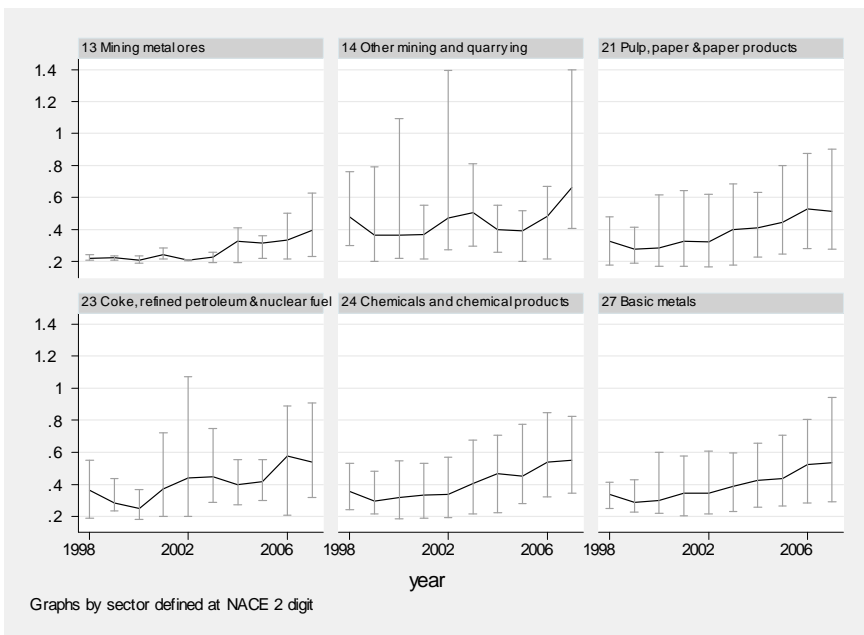 13 Mining metal ores
14 Other mining and quarrying
21 Pulp, paper & paper products
1.4
1.2
1
.8
.6
.4
.2
23 Coke, refined petroleum & nuclear fuel
24 Chemicals and chemical products
27 Basic metals
1.4
1.2
1
.8
.6
.4
.2
1998 2002 2006 1998 2002 2006 1998 2002 2006
year
Graphs by sector defined at NACE 2 digit